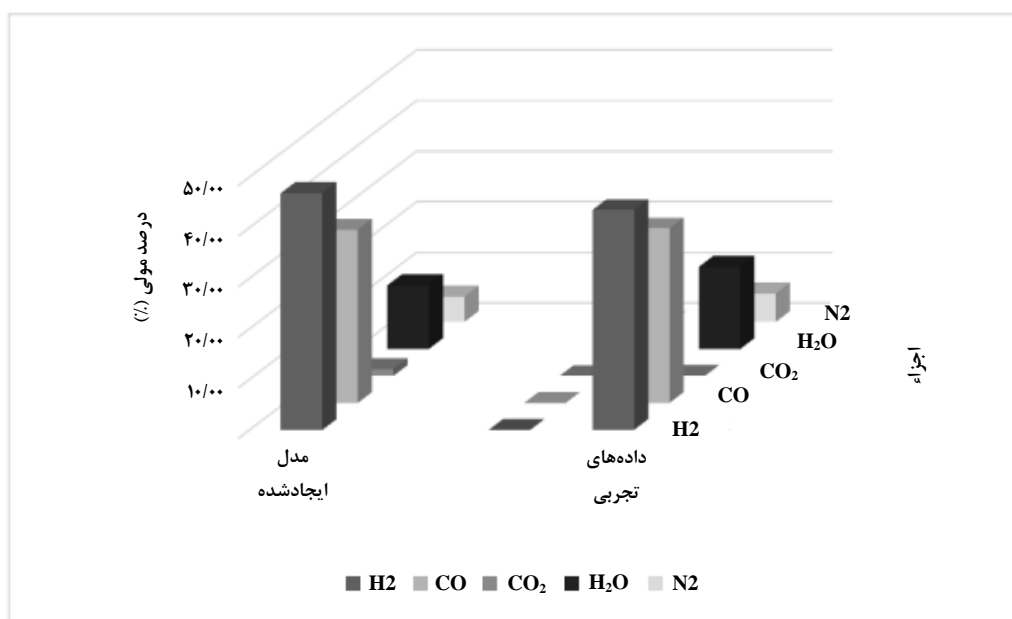 ۵۰/۰۰
۴۰/۰۰
۳۰/۰۰
۲۰/۰۰
۱۰/۰۰
درصد مولی (٪)
N2
H₂O
CO₂
CO
H2
اجزاء
مدل
ایجادشده
داده‌های
تجربی
H2 CO CO₂ H₂O N2